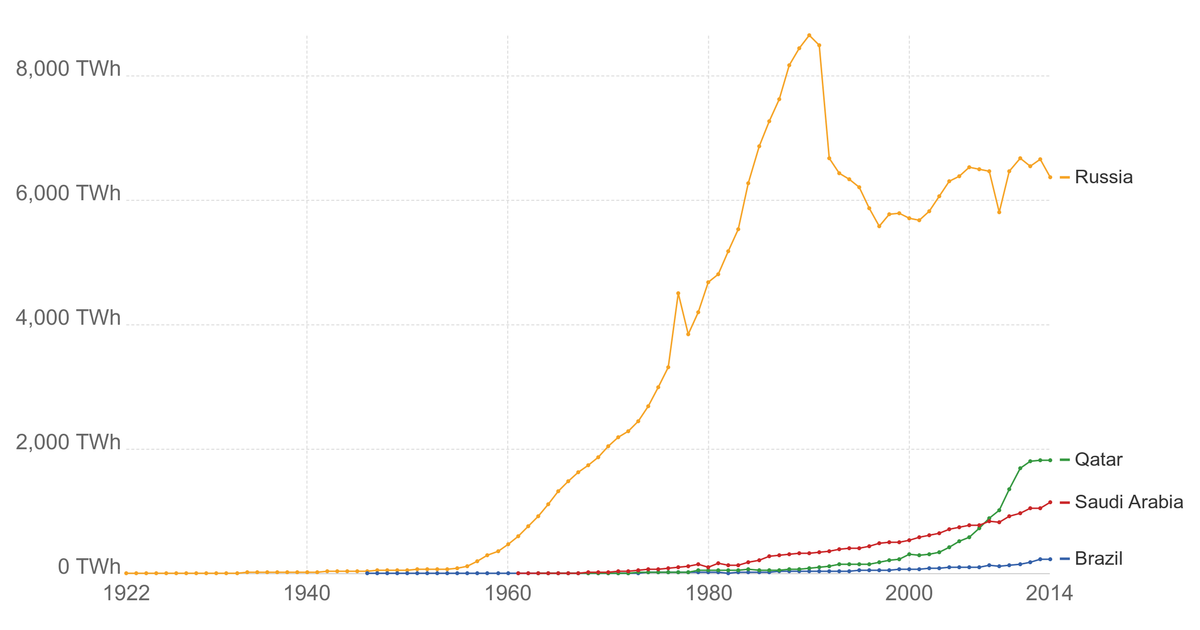 8,000 TWh
6,000 TWh
4,000 TWh
2,000 TWh
0 TWh
1922 1940 1960 1980 2000 2014
Russia
Qatar
Saudi Arabia
Brazil